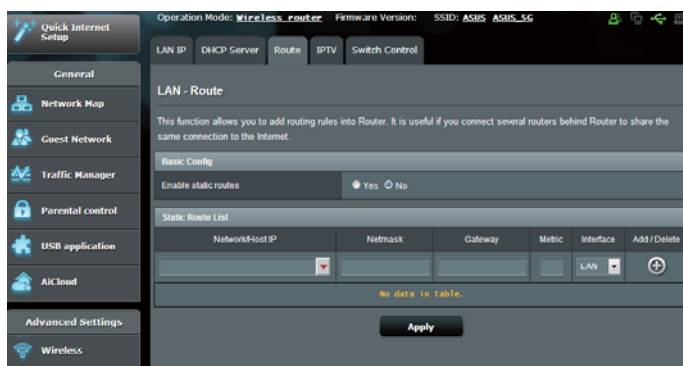 Quick Internet
Setup
Operation Mode: Wireless router Firmware Version: SSID: ASUS ASUS_5G
LAN IP DHCP Server Route IPTV Switch Control
General
Network Map
Guest Network
Traffic Manager
Parental control
USB application
AiCloud
Advanced Settings
Wireless
LAN - Route
This function allows you to add routing rules into Router. It is useful if you connect several routers behind Router to share the
same connection to the Internet.
Basic Config
Enable static routes Yes No
Static Route List
Network/Host IP Netmask Gateway Metric Interface Add / Delete
LAN
No data in table.
Apply